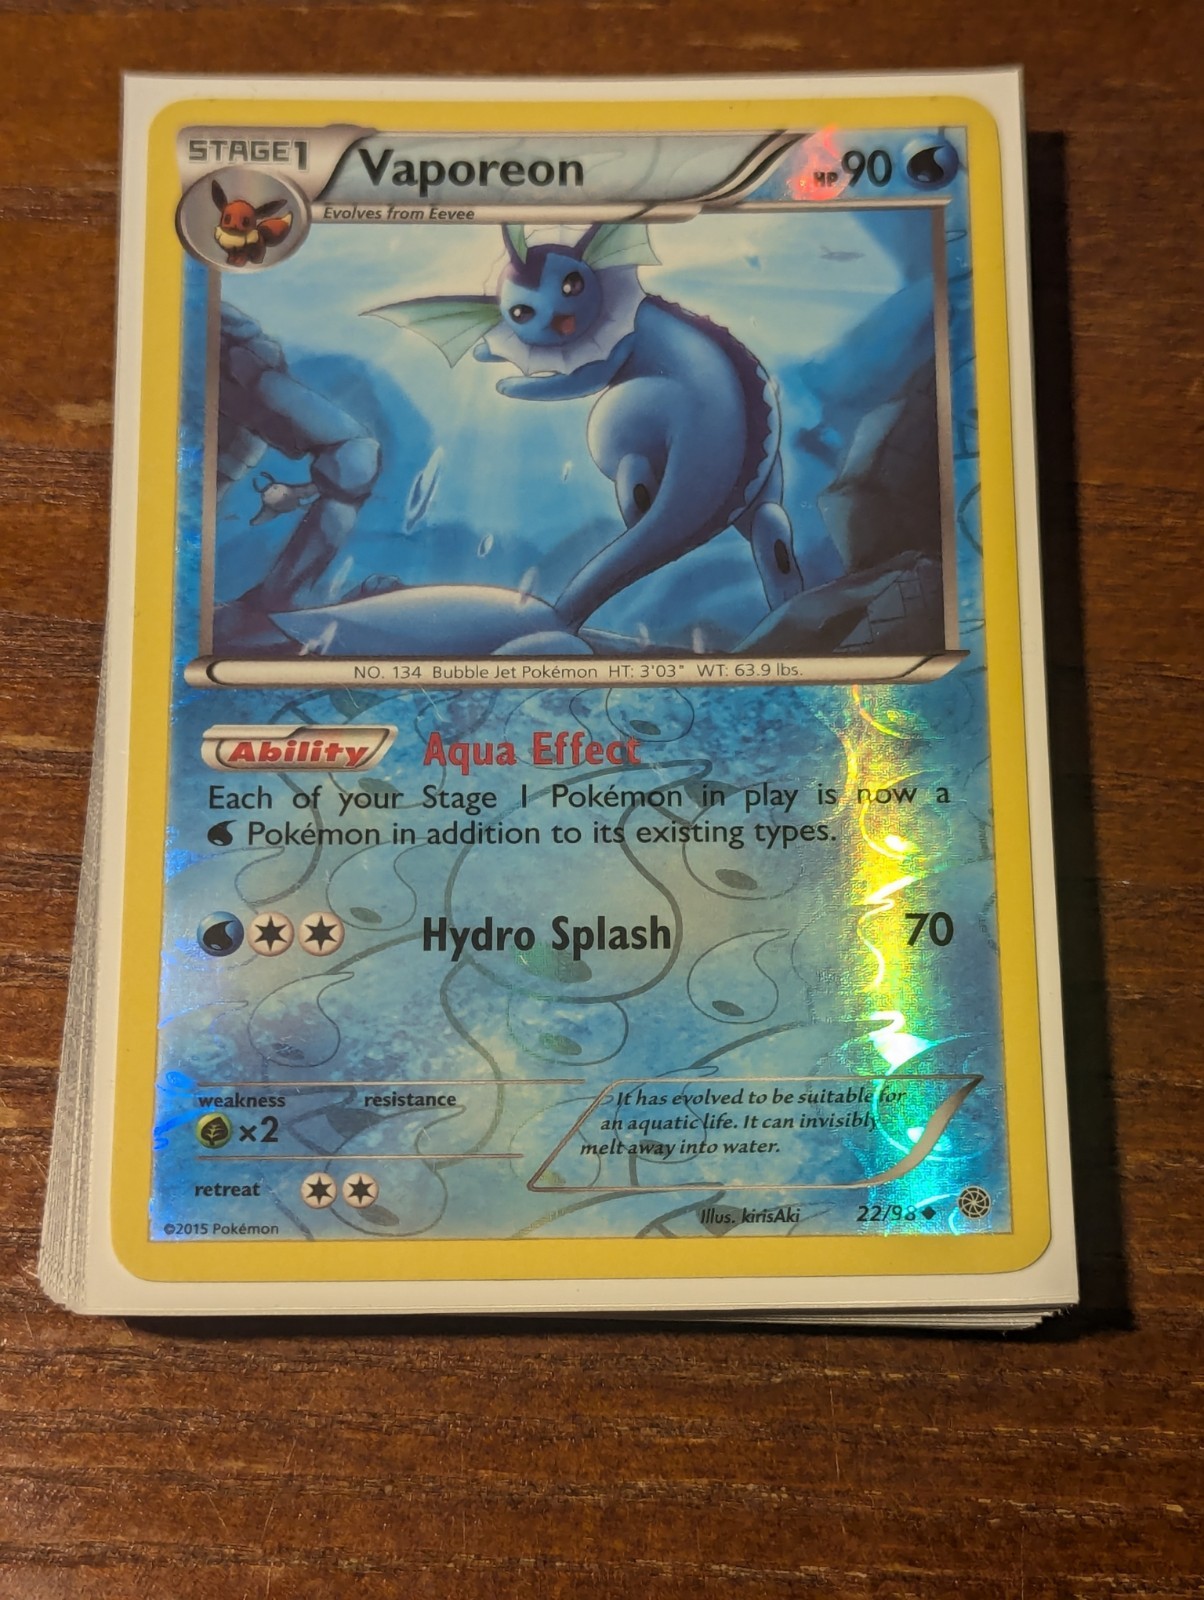 STAGE1 Vaporeon HP 90
Evolves from Eevee
NO. 134 Bubble Jet Pokémon HT: 3'03" WT: 63.9 lbs.
Ability Aqua Effect
Each of your Stage 1 Pokémon in play is now a
Pokémon in addition to its existing types.
Hydro Splash 70
weakness resistance
×2
It has evolved to be suitable for
an aquatic life. It can invisibly
melt away into water.
retreat
Illus. kirisAki 22/98
©2015 Pokémon